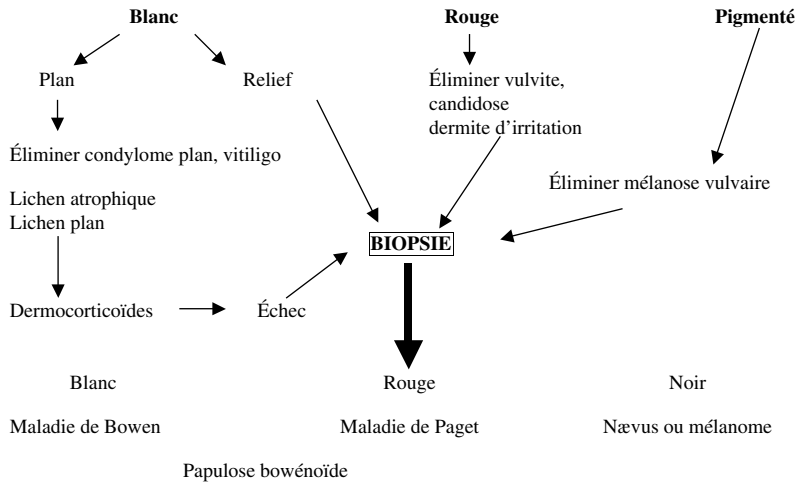 Blanc
Rouge
Pigmenté
Plan
Relief
Éliminer vulvite,
candidose
dermite d’irritation
Éliminer condylome plan, vitiligo
Éliminer mélanose vulvaire
Lichen atrophique
Lichen plan
BIOPSIE
Dermocorticoïdes
Échec
Blanc
Rouge
Noir
Maladie de Bowen
Maladie de Paget
Nævus ou mélanome
Papulose bowénoïde